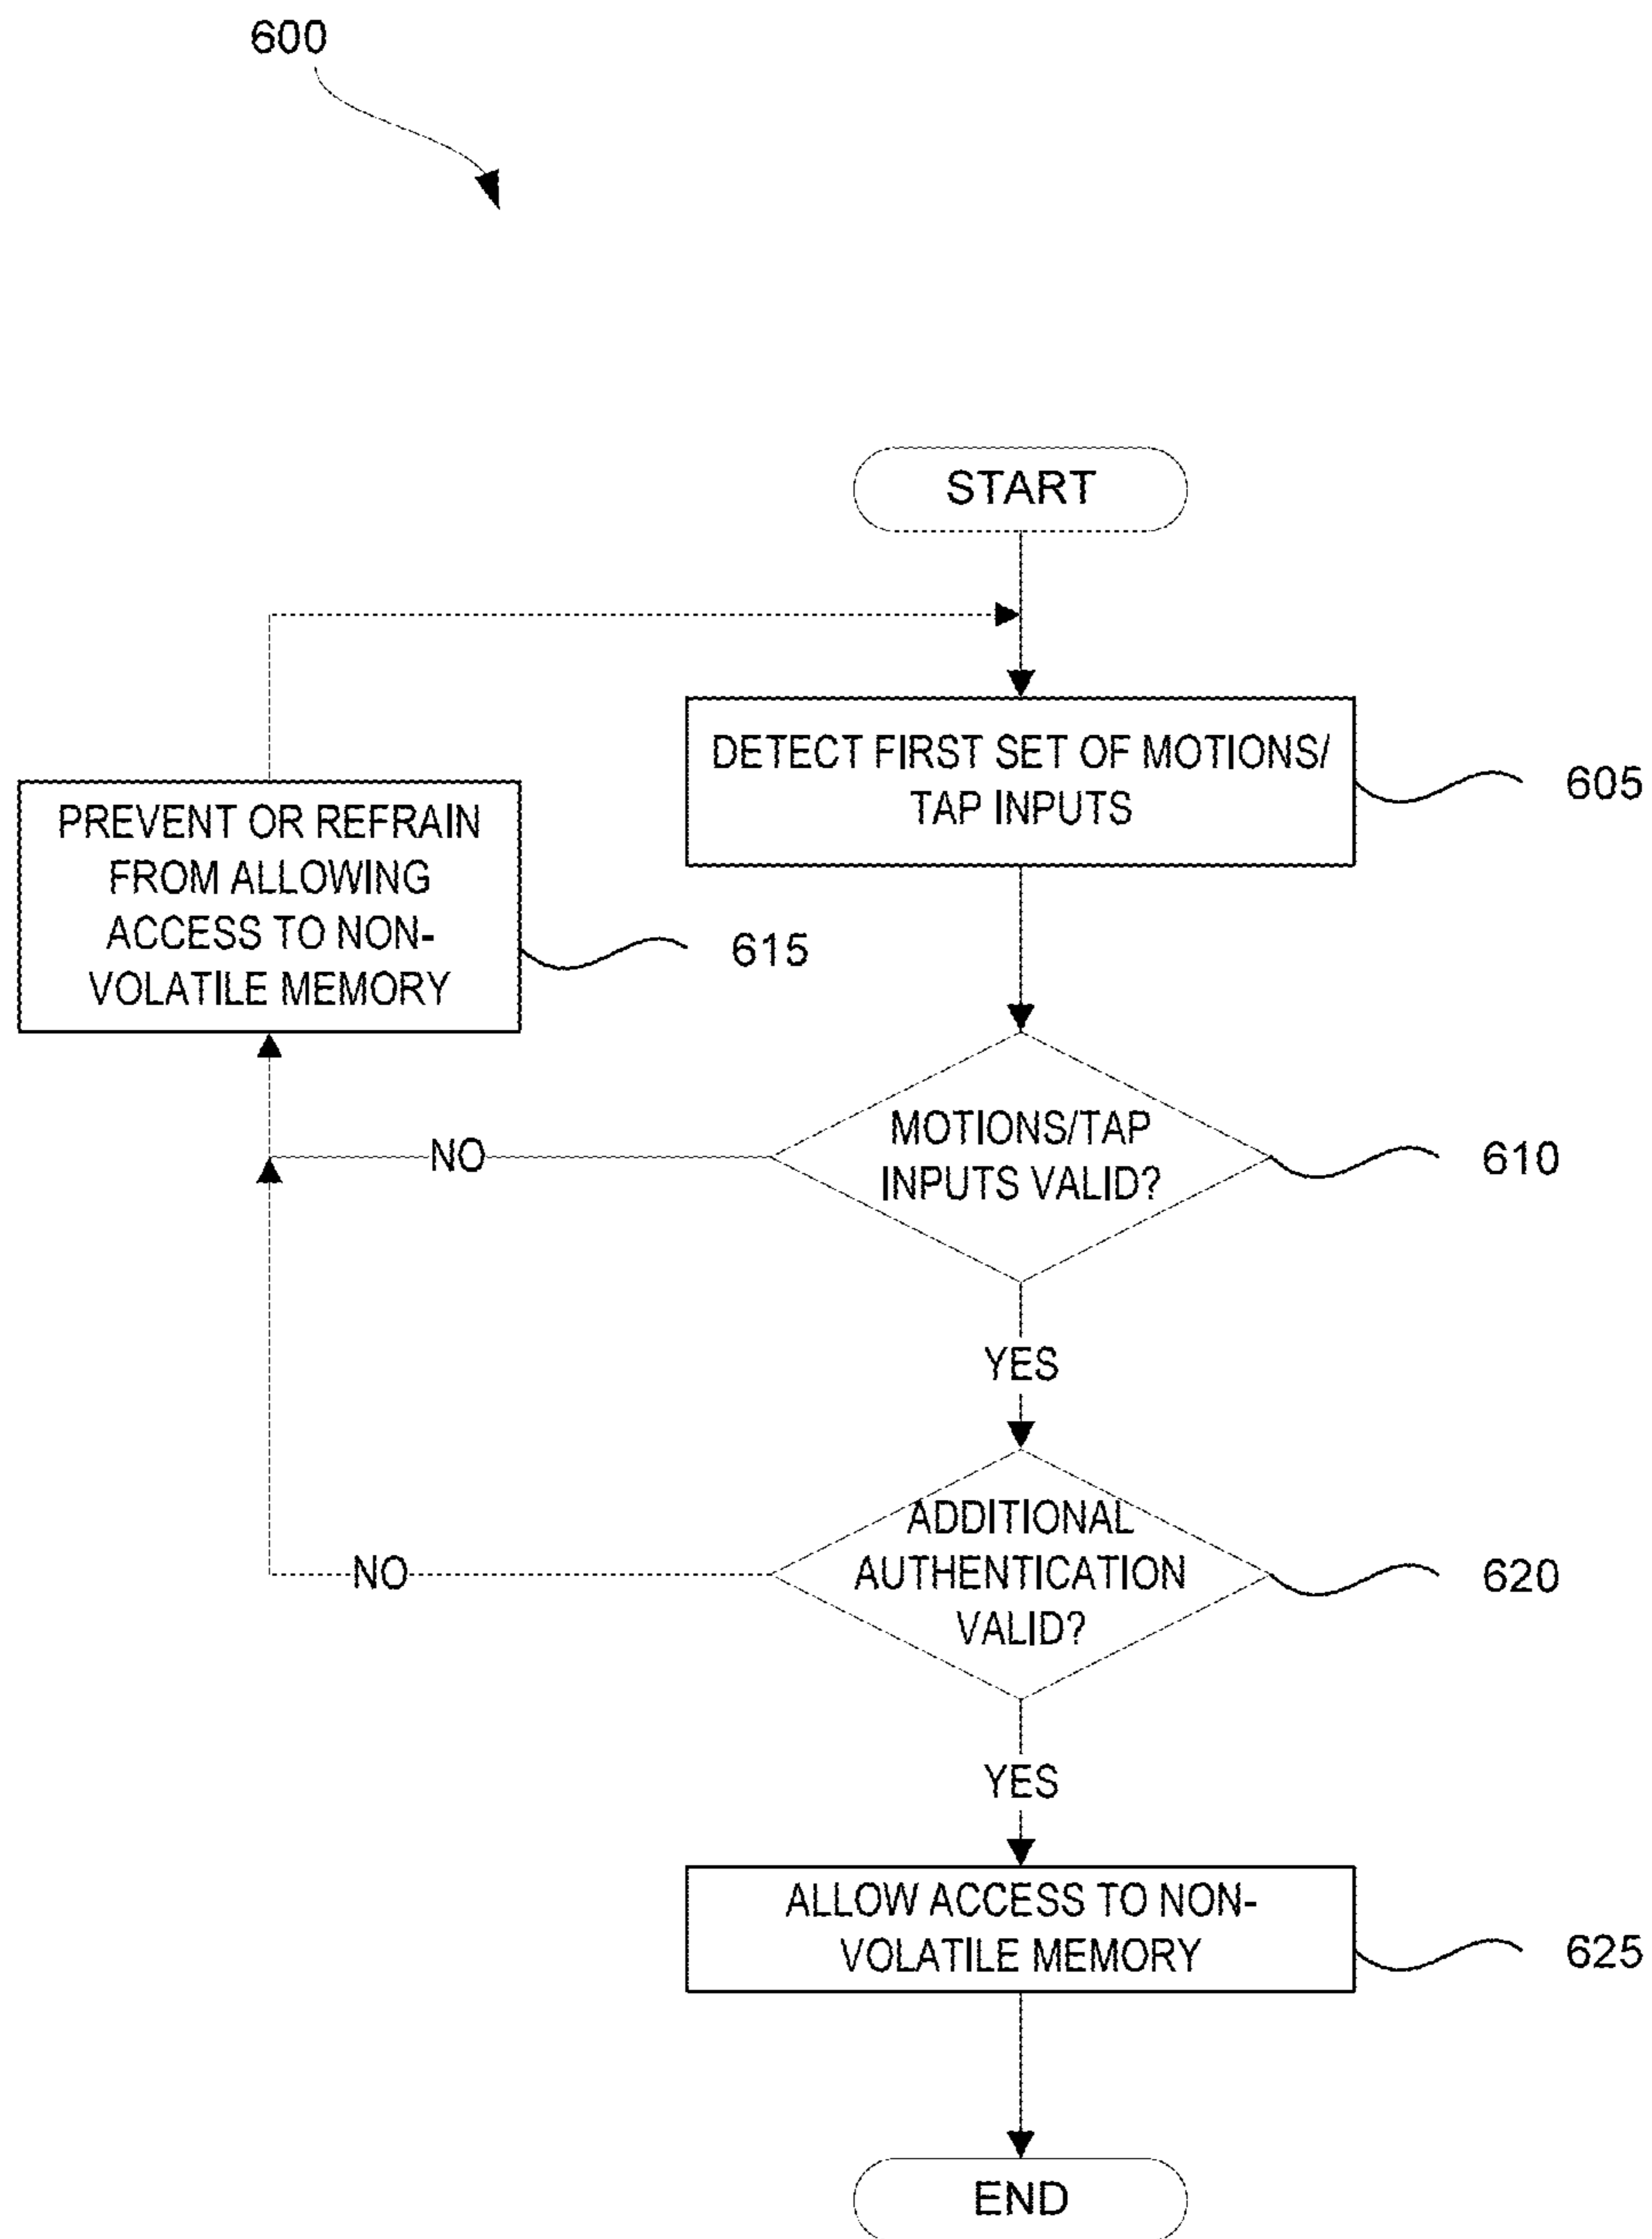 600
START
DETECT FIRST SET OF MOTIONS/
TAP INPUTS
605
PREVENT OR REFRAIN
FROM ALLOWING
ACCESS TO NON-
VOLATILE MEMORY
615
MOTIONS/TAP
INPUTS VALID?
610
NO
YES
ADDITIONAL
AUTHENTICATION
VALID?
620
NO
YES
ALLOW ACCESS TO NON-
VOLATILE MEMORY
625
END